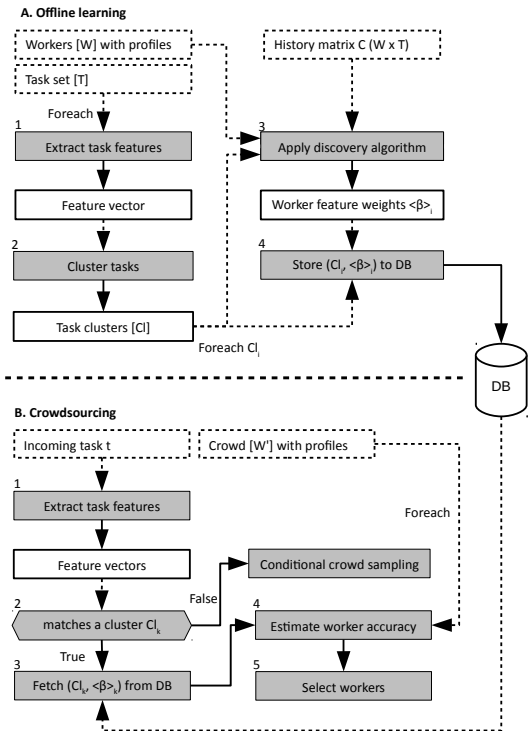 A. Offline learning
Workers [W] with profiles
History matrix C (W x T)
Task set [T]
Foreach
1
Extract task features
3
Apply discovery algorithm
Feature vector
Worker feature weights <β>i
2
Cluster tasks
4
Store (Cli, <β>i) to DB
Task clusters [Cl]
Foreach Cli
DB
B. Crowdsourcing
Incoming task t
Crowd [W'] with profiles
1
Extract task features
Foreach
Feature vectors
Conditional crowd sampling
False
2
matches a cluster Clk
4
Estimate worker accuracy
True
3
Fetch (Clk, <β>k) from DB
5
Select workers